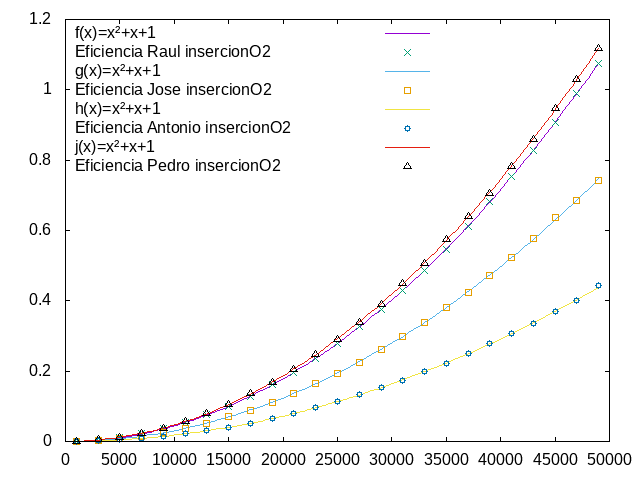 1.2
1
0.8
0.6
0.4
0.2
0
f(x)=x²+x+1
Eficiencia Raul insercionO2
g(x)=x²+x+1
Eficiencia Jose insercionO2
h(x)=x²+x+1
Eficiencia Antonio insercionO2
j(x)=x²+x+1
Eficiencia Pedro insercionO2
0 5000 10000 15000 20000 25000 30000 35000 40000 45000 50000